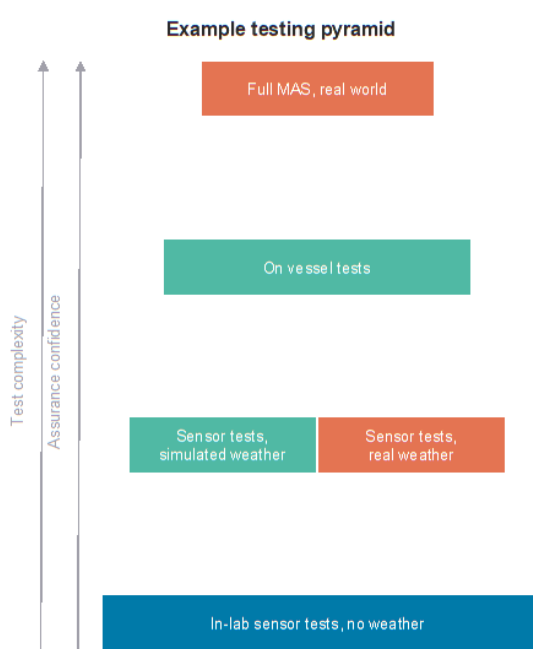 Example testing pyramid
Full MAS, real world
On vessel tests
Test complexity
Assurance confidence
Sensor tests,
simulated weather
Sensor tests,
real weather
In-lab sensor tests, no weather